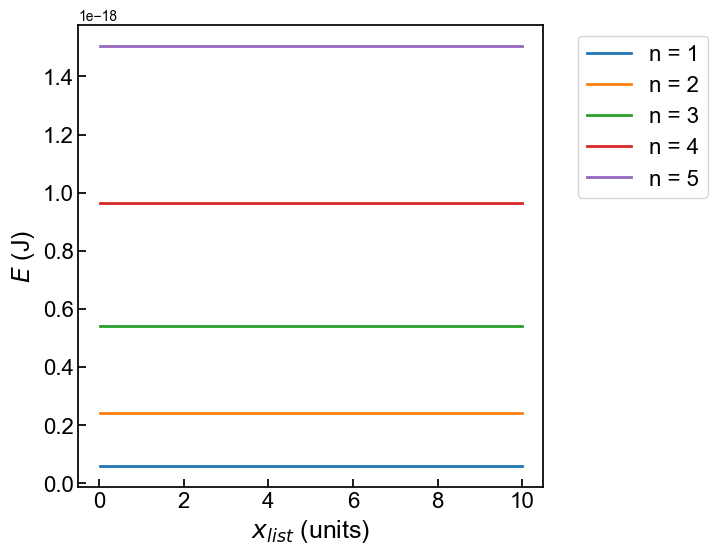 1e−18
1.4
1.2
1.0
0.8
0.6
0.4
0.2
0.0
E (J)
0 2 4 6 8 10
x_list (units)
n = 1
n = 2
n = 3
n = 4
n = 5